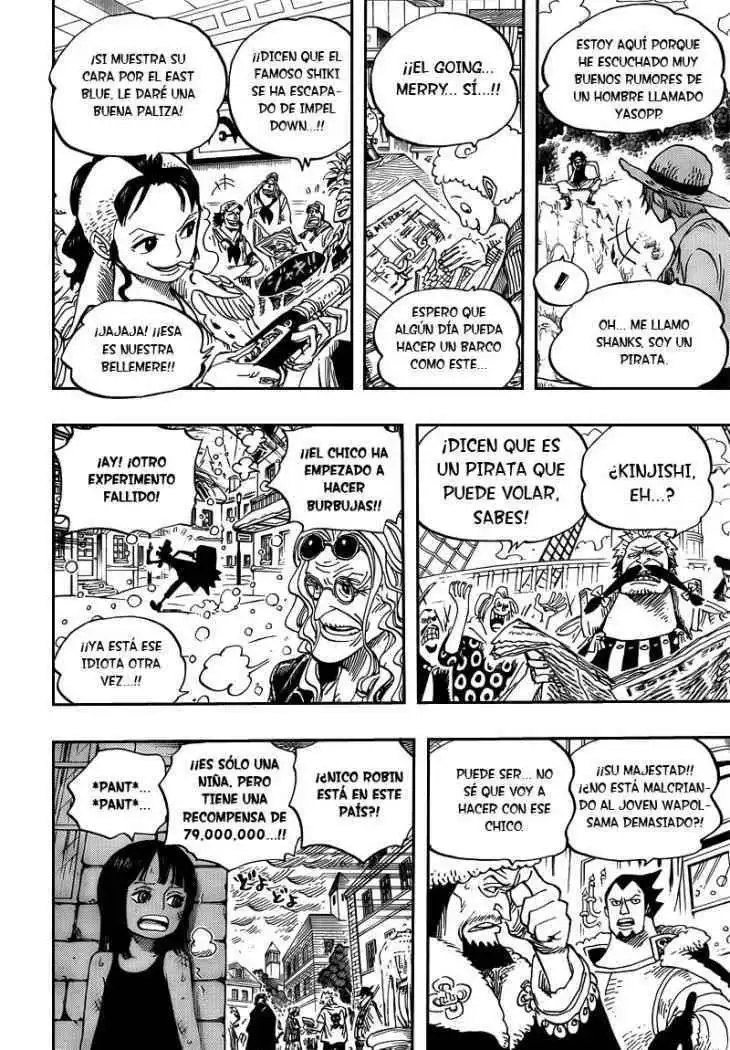 ESTOY AQUÍ PORQUE
HE ESCUCHADO MUY
BUENOS RUMORES DE
UN HOMBRE LLAMADO
YASOPP.
OH... ME LLAMO
SHANKS, SOY UN
PIRATA.
¡¡EL GOING...
MERRY... SÍ...!!
MERRY
ESPERO QUE
ALGÚN DÍA PUEDA
HACER UN BARCO
COMO ESTE...
¡¡DICEN QUE EL
FAMOSO SHIKI
SE HA ESCAPA-
DO DE IMPEL
DOWN...!!
¡SI MUESTRA SU
CARA POR EL EAST
BLUE, LE DARÉ UNA
BUENA PALIZA!
¡JAJAJA! ¡¡ESA
ES NUESTRA
BELLEMERE!!
¿KINJISHI,
EH...?
¡DICEN QUE ES
UN PIRATA QUE
PUEDE VOLAR,
SABES!
¡¡EL CHICO HA
EMPEZADO A
HACER
BURBUJAS!!
¡AY! ¡OTRO
EXPERIMENTO
FALLIDO!
¡¡YA ESTÁ ESE
IDIOTA OTRA
VEZ...!!
¡¡SU MAJESTAD!!
¡¿NO ESTÁ MALCRIAN-
DO AL JOVEN WAPOL-
SAMA DEMASIADO?!
PUEDE SER... NO
SÉ QUE VOY A
HACER CON ESE
CHICO.
¡¿NICO ROBIN
ESTÁ EN ESTE
PAÍS?!
¡¡ES SÓLO UNA
NIÑA, PERO
TIENE UNA
RECOMPENSA DE
79,000,000...!!
どよ どよ
*PANT*...
*PANT*...